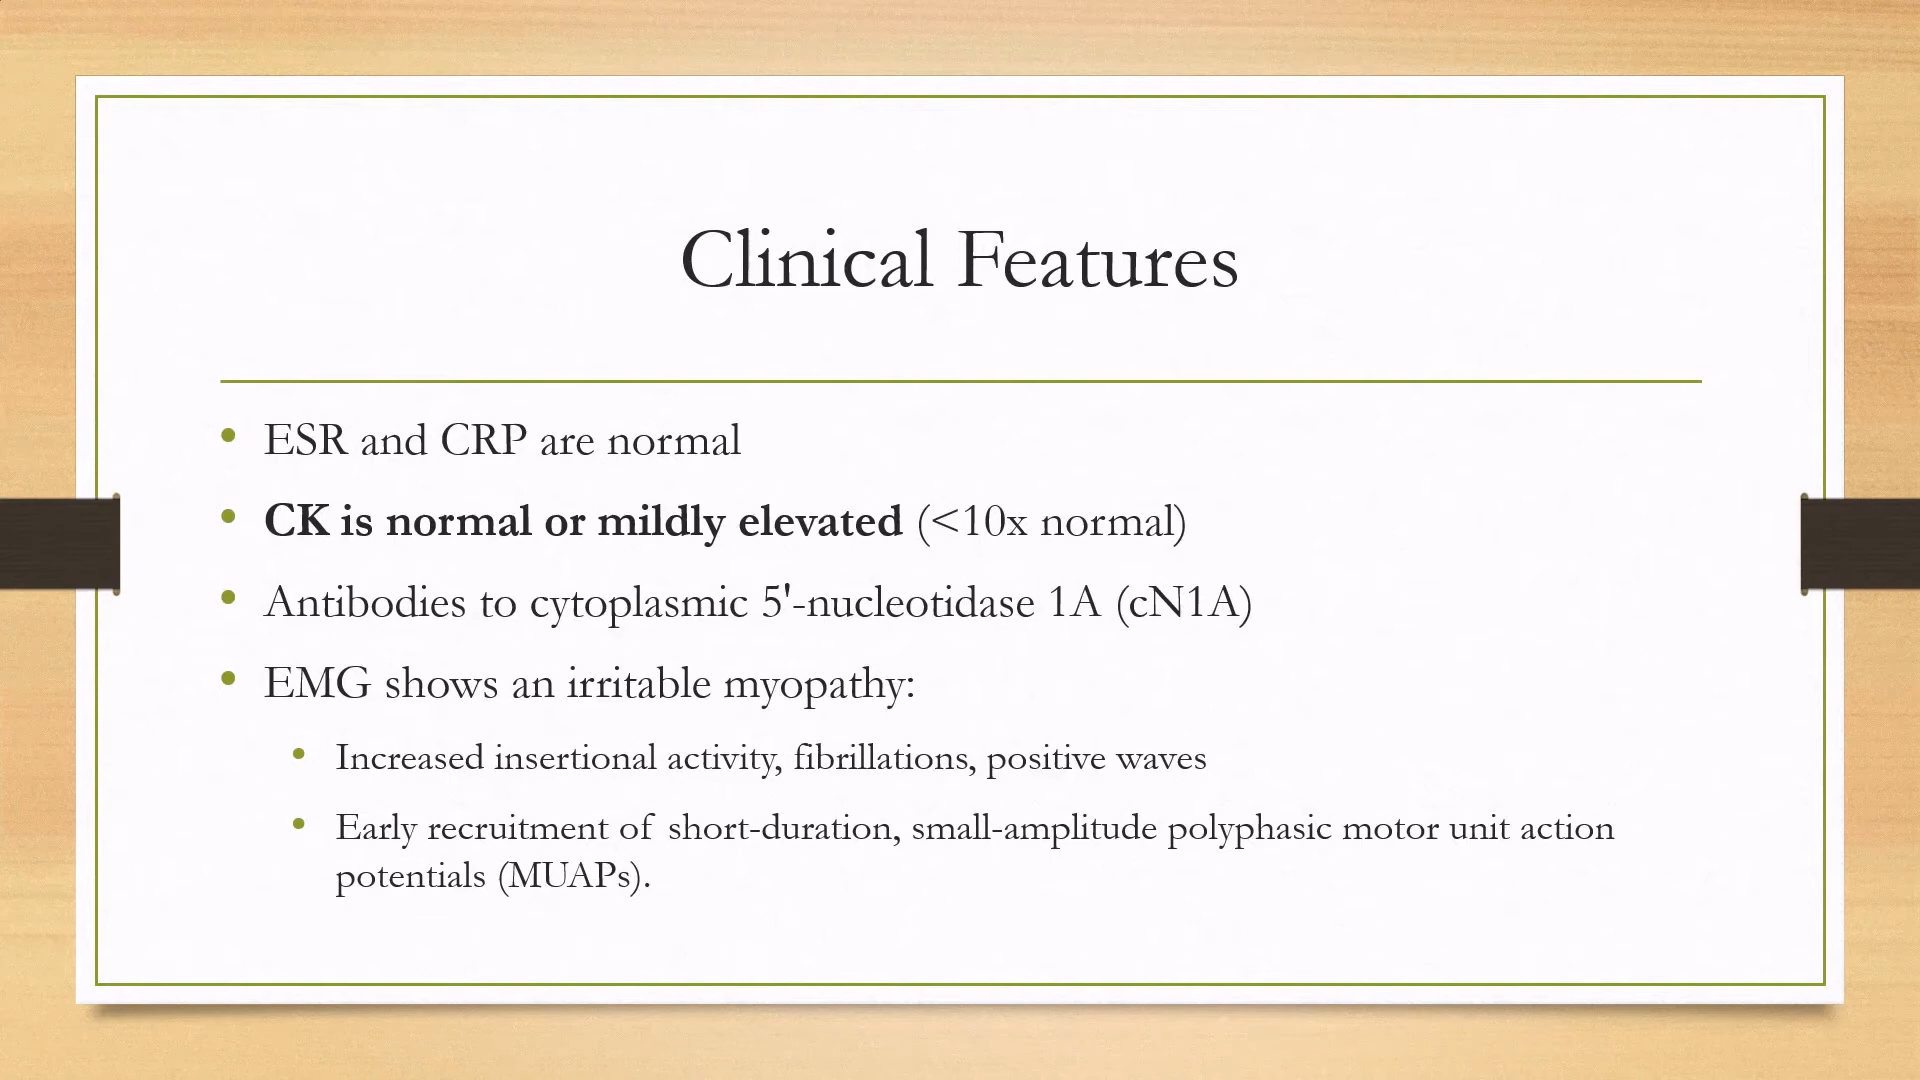 Clinical Features
• ESR and CRP are normal
• CK is normal or mildly elevated (<10x normal)
• Antibodies to cytoplasmic 5'-nucleotidase 1A (cN1A)
• EMG shows an irritable myopathy:
• Increased insertional activity, fibrillations, positive waves
• Early recruitment of short-duration, small-amplitude polyphasic motor unit action
potentials (MUAPs).